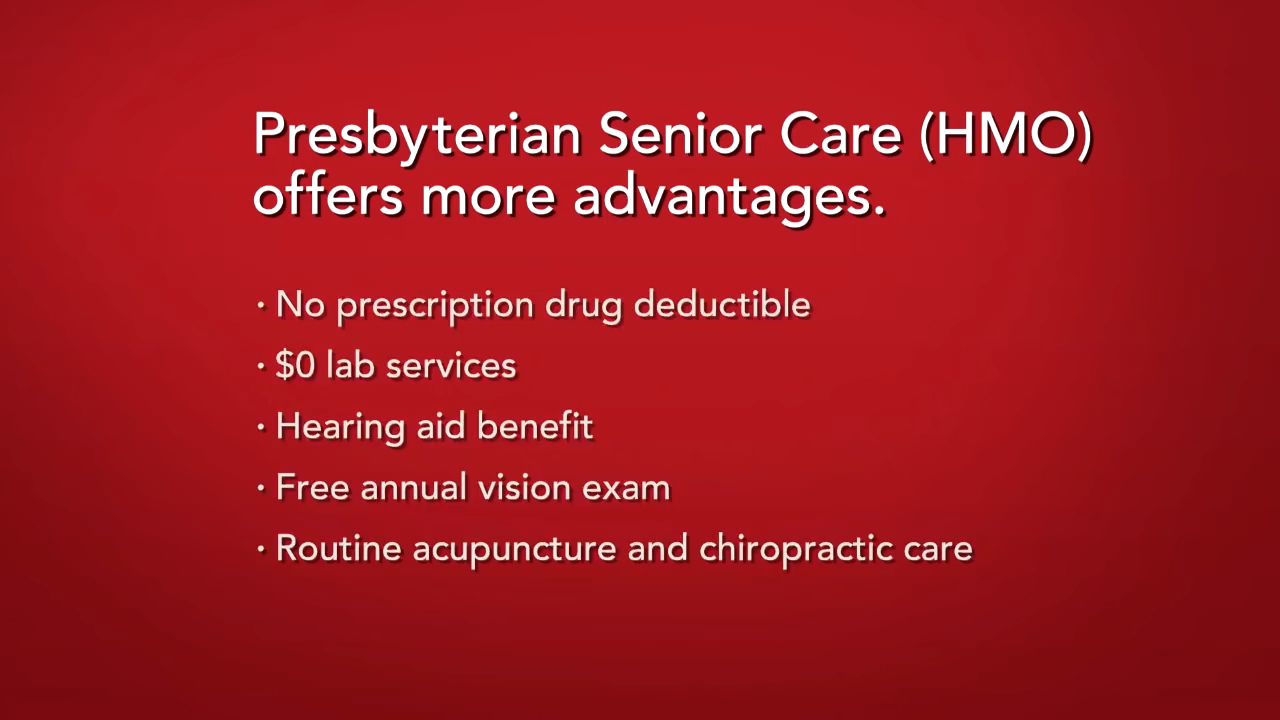 Presbyterian Senior Care (HMO)
offers more advantages.
· No prescription drug deductible
· $0 lab services
· Hearing aid benefit
· Free annual vision exam
· Routine acupuncture and chiropractic care